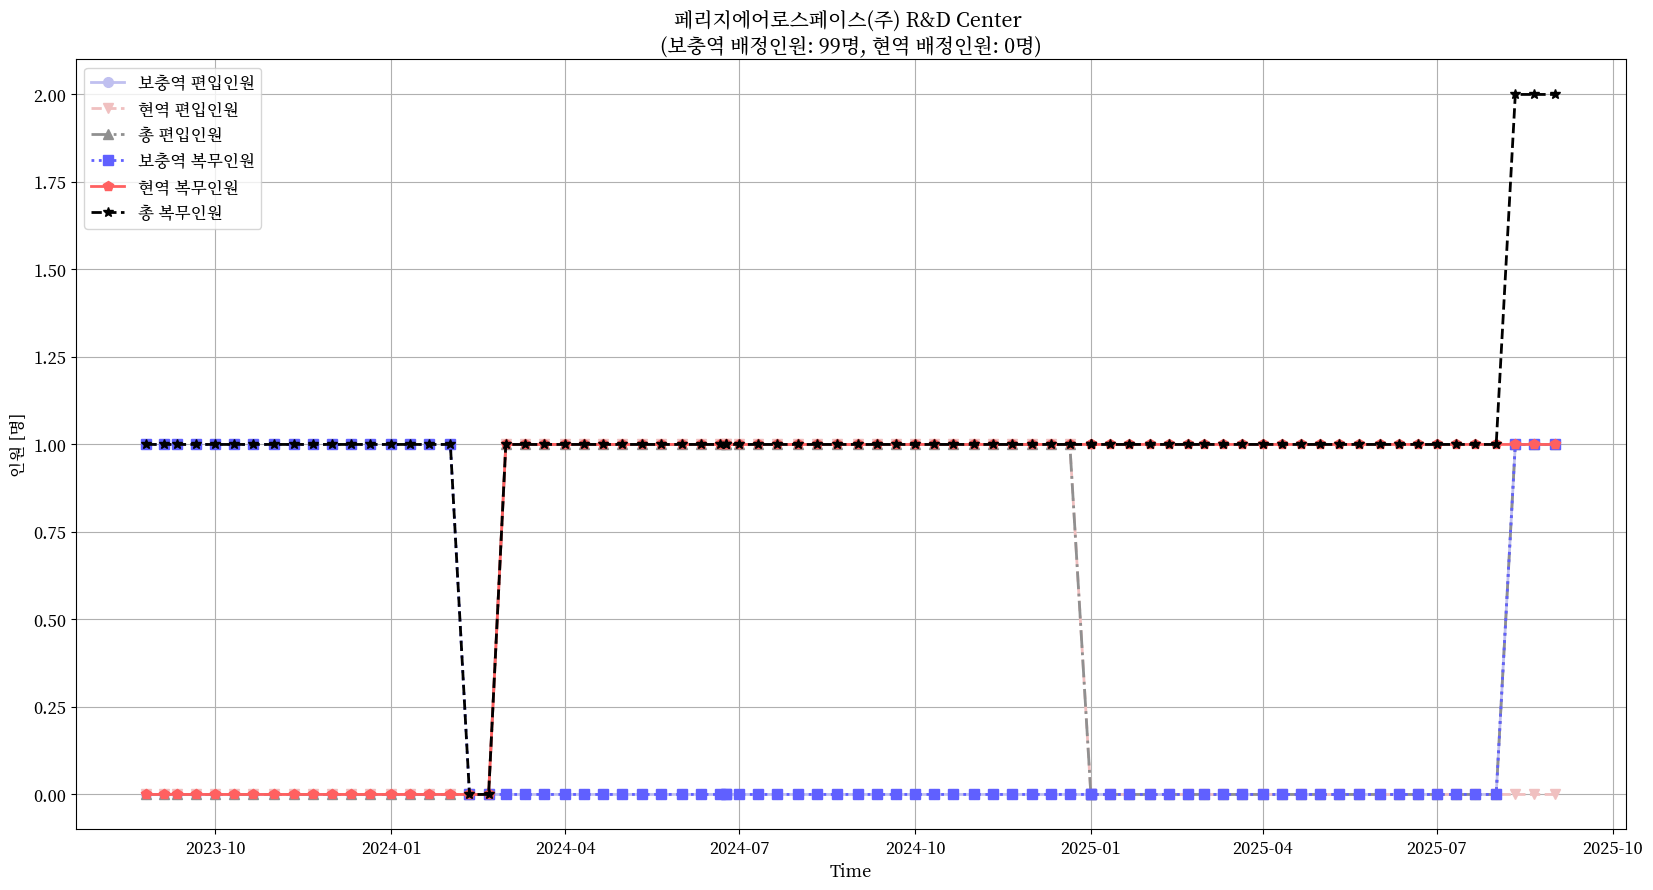 페리지에어로스페이스(주) R&D Center
(보충역 배정인원: 99명, 현역 배정인원: 0명)
보충역 편입인원
현역 편입인원
총 편입인원
보충역 복무인원
현역 복무인원
총 복무인원
인원 [명]
2.00
1.75
1.50
1.25
1.00
0.75
0.50
0.25
0.00
2023-10
2024-01
2024-04
2024-07
2024-10
2025-01
2025-04
2025-07
2025-10
Time